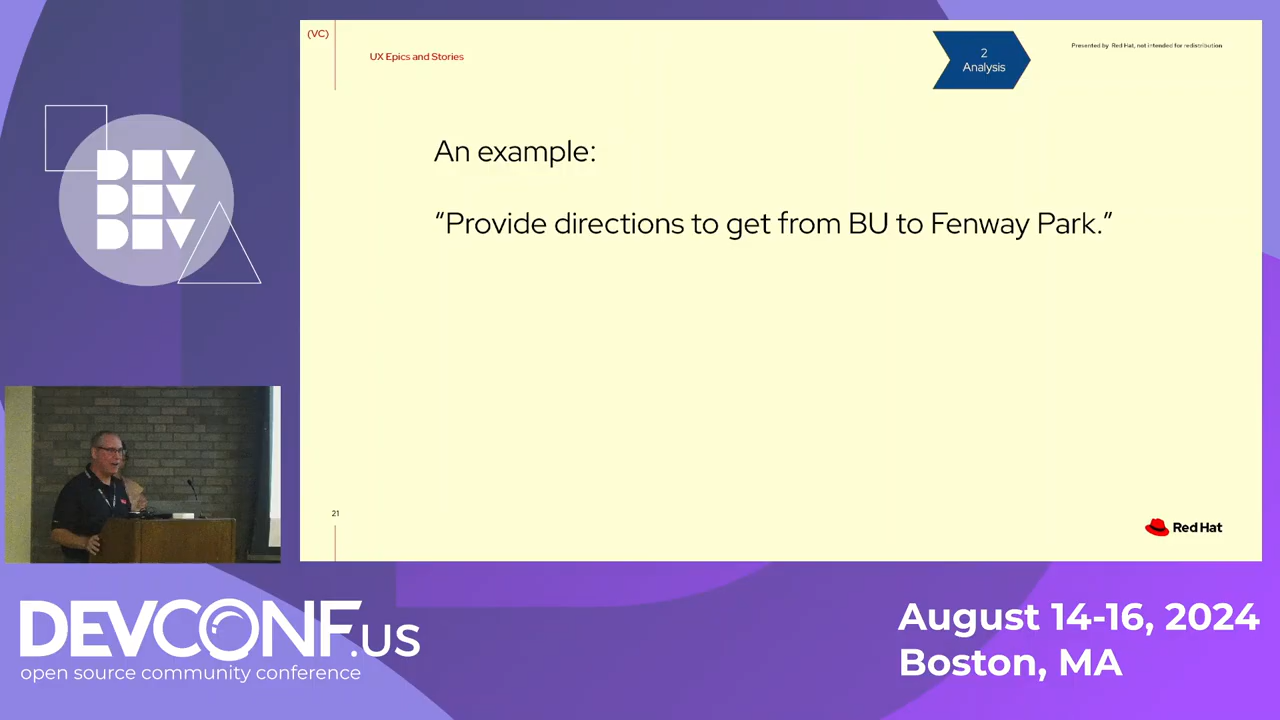 (VC)
UX Epics and Stories
2
Analysis
Presented by Red Hat, not intended for redistribution
An example:
“Provide directions to get from BU to Fenway Park.”
21
Red Hat
DEV
DEV
DEV
DEVCONF.US
open source community conference
August 14-16, 2024
Boston, MA